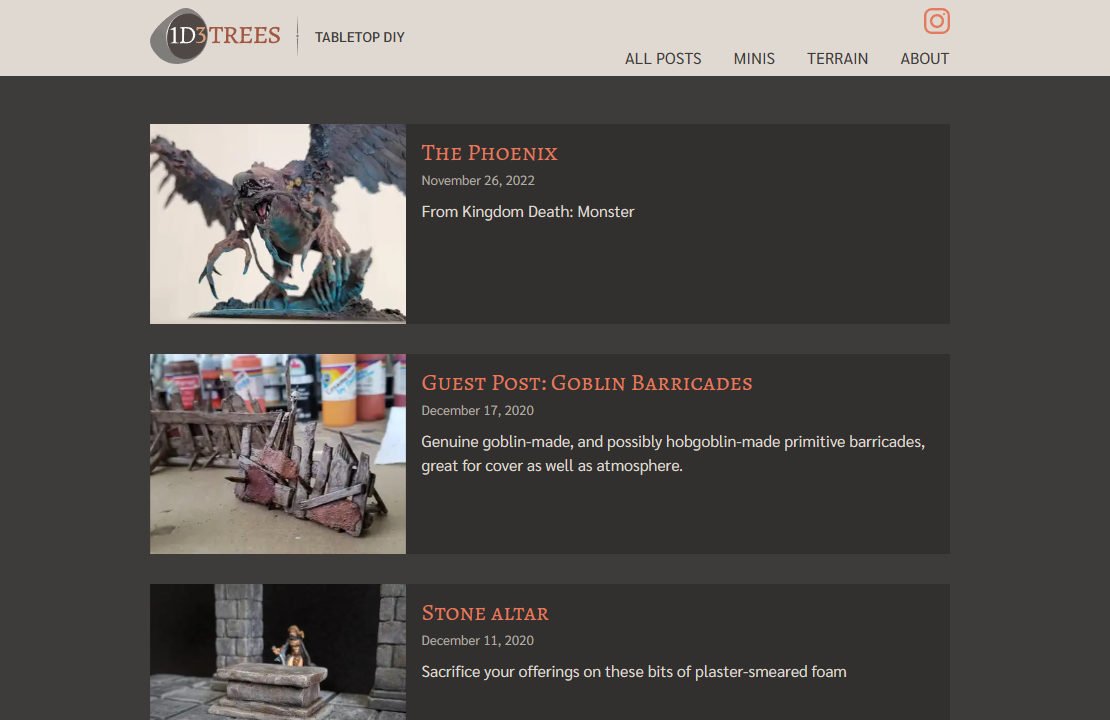 1D3TREES
TABLETOP DIY
ALL POSTS MINIS TERRAIN ABOUT
The Phoenix
November 26, 2022
From Kingdom Death: Monster
Guest Post: Goblin Barricades
December 17, 2020
Genuine goblin-made, and possibly hobgoblin-made primitive barricades,
great for cover as well as atmosphere.
Stone altar
December 11, 2020
Sacrifice your offerings on these bits of plaster-smeared foam